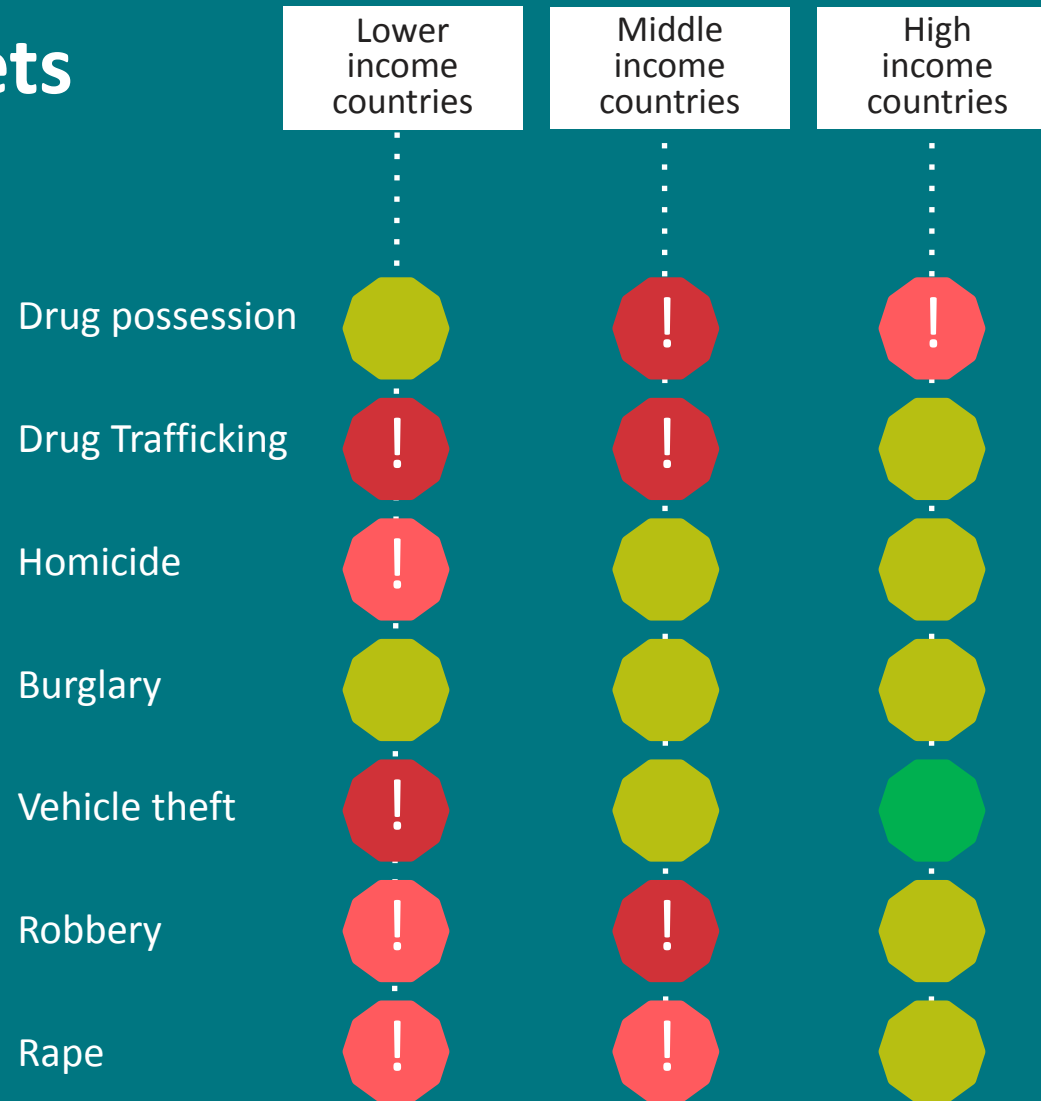 ets
Lower
income
countries
Middle
income
countries
High
income
countries
Drug possession
!
!
Drug Trafficking
!
!
Homicide
!
Burglary
Vehicle theft
!
Robbery
!
!
Rape
!
!